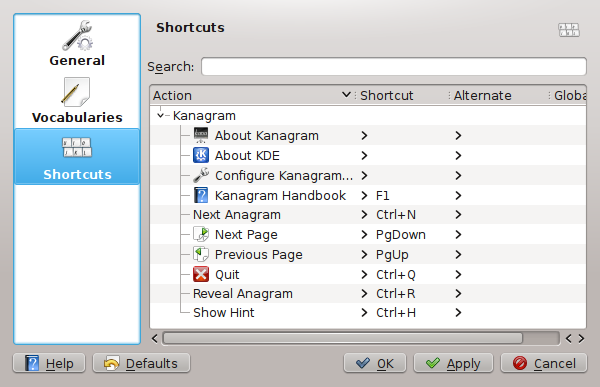 General
Vocabularies
Shortcuts
Shortcuts
Search:
Action Shortcut Alternate Globa
Kanagram
About Kanagram
About KDE
Configure Kanagram...
Kanagram Handbook F1
Next Anagram Ctrl+N
Next Page PgDown
Previous Page PgUp
Quit Ctrl+Q
Reveal Anagram Ctrl+R
Show Hint Ctrl+H
Help Defaults OK Apply Cancel